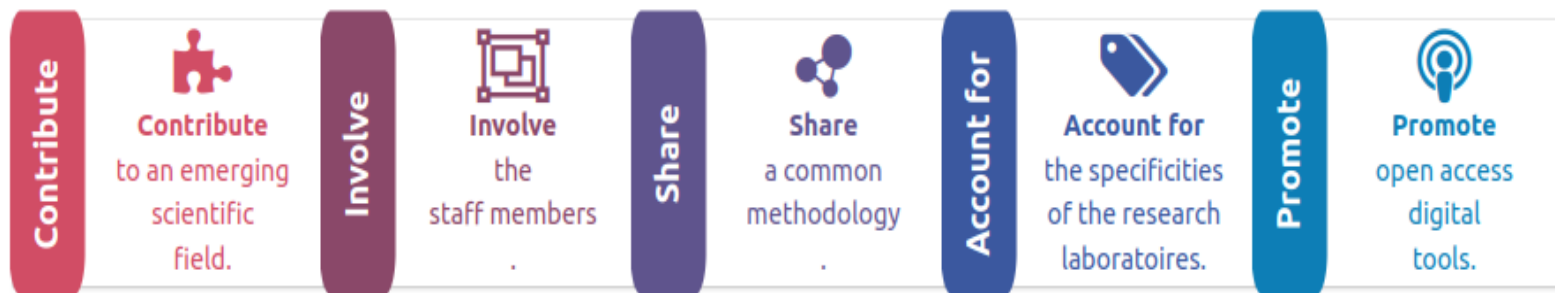 Contribute
Contribute
to an emerging
scientific
field.
Involve
Involve
the
staff members
.
Share
Share
a common
methodology
.
Account for
Account for
the specificities
of the research
laboratoires.
Promote
Promote
open access
digital
tools.